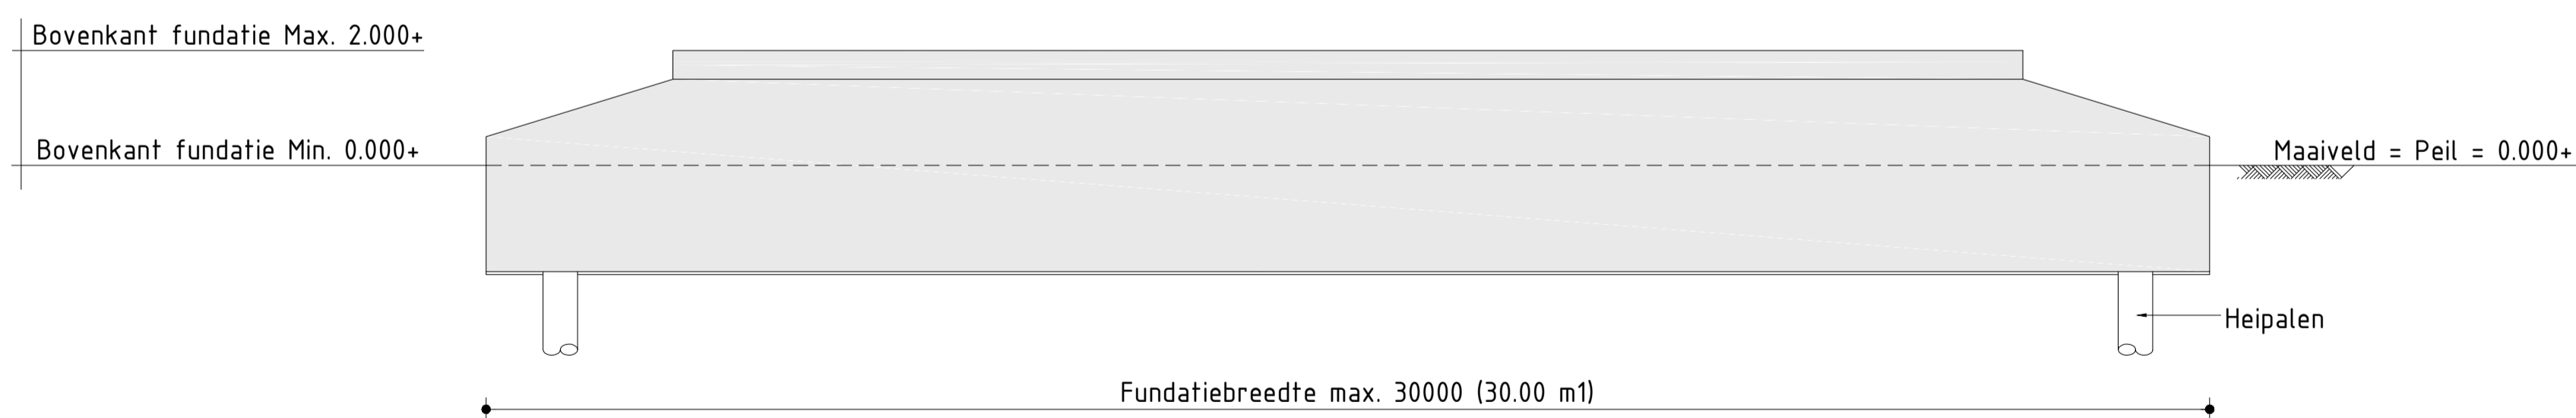 Bovenkant fundatie Max. 2.000+
Bovenkant fundatie Min. 0.000+
Maaiveld = Peil = 0.000+
Heipalen
Fundatiebreedte max. 30000 (30.00 m1)